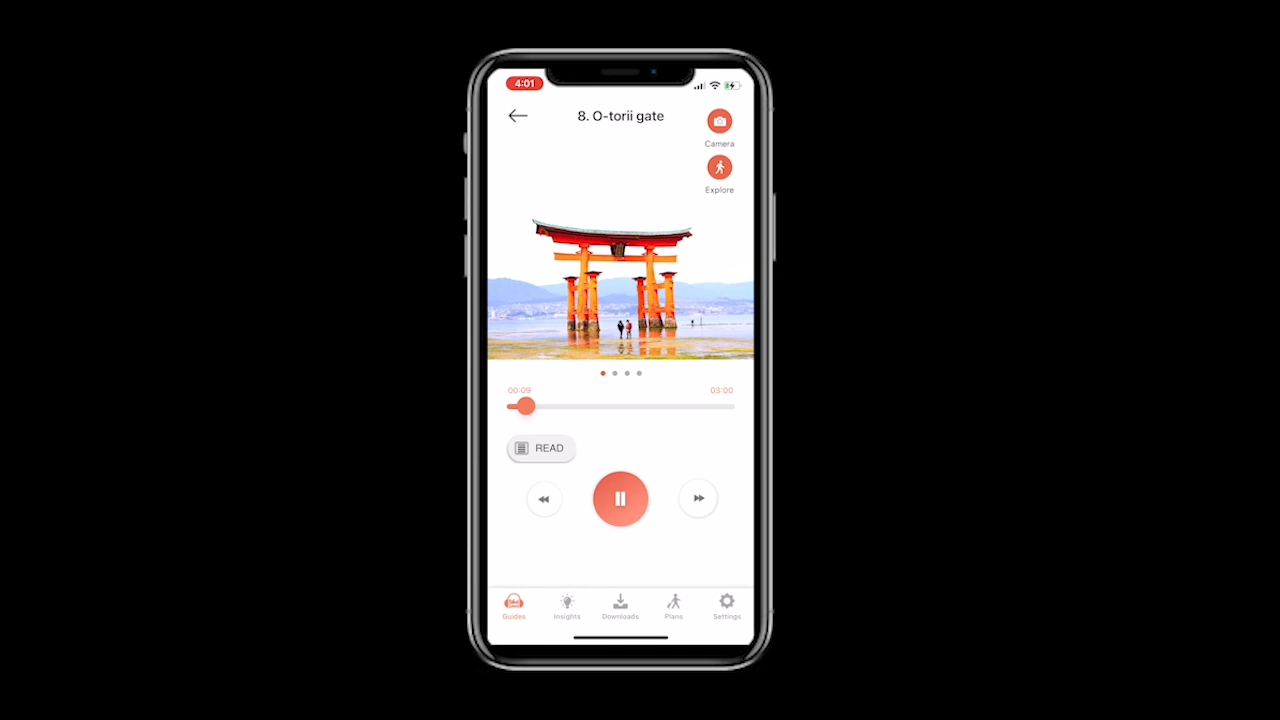 4:01
8. O-torii gate
Camera
Explore
00:09 03:00
READ
Guides Insights Downloads Plans Settings